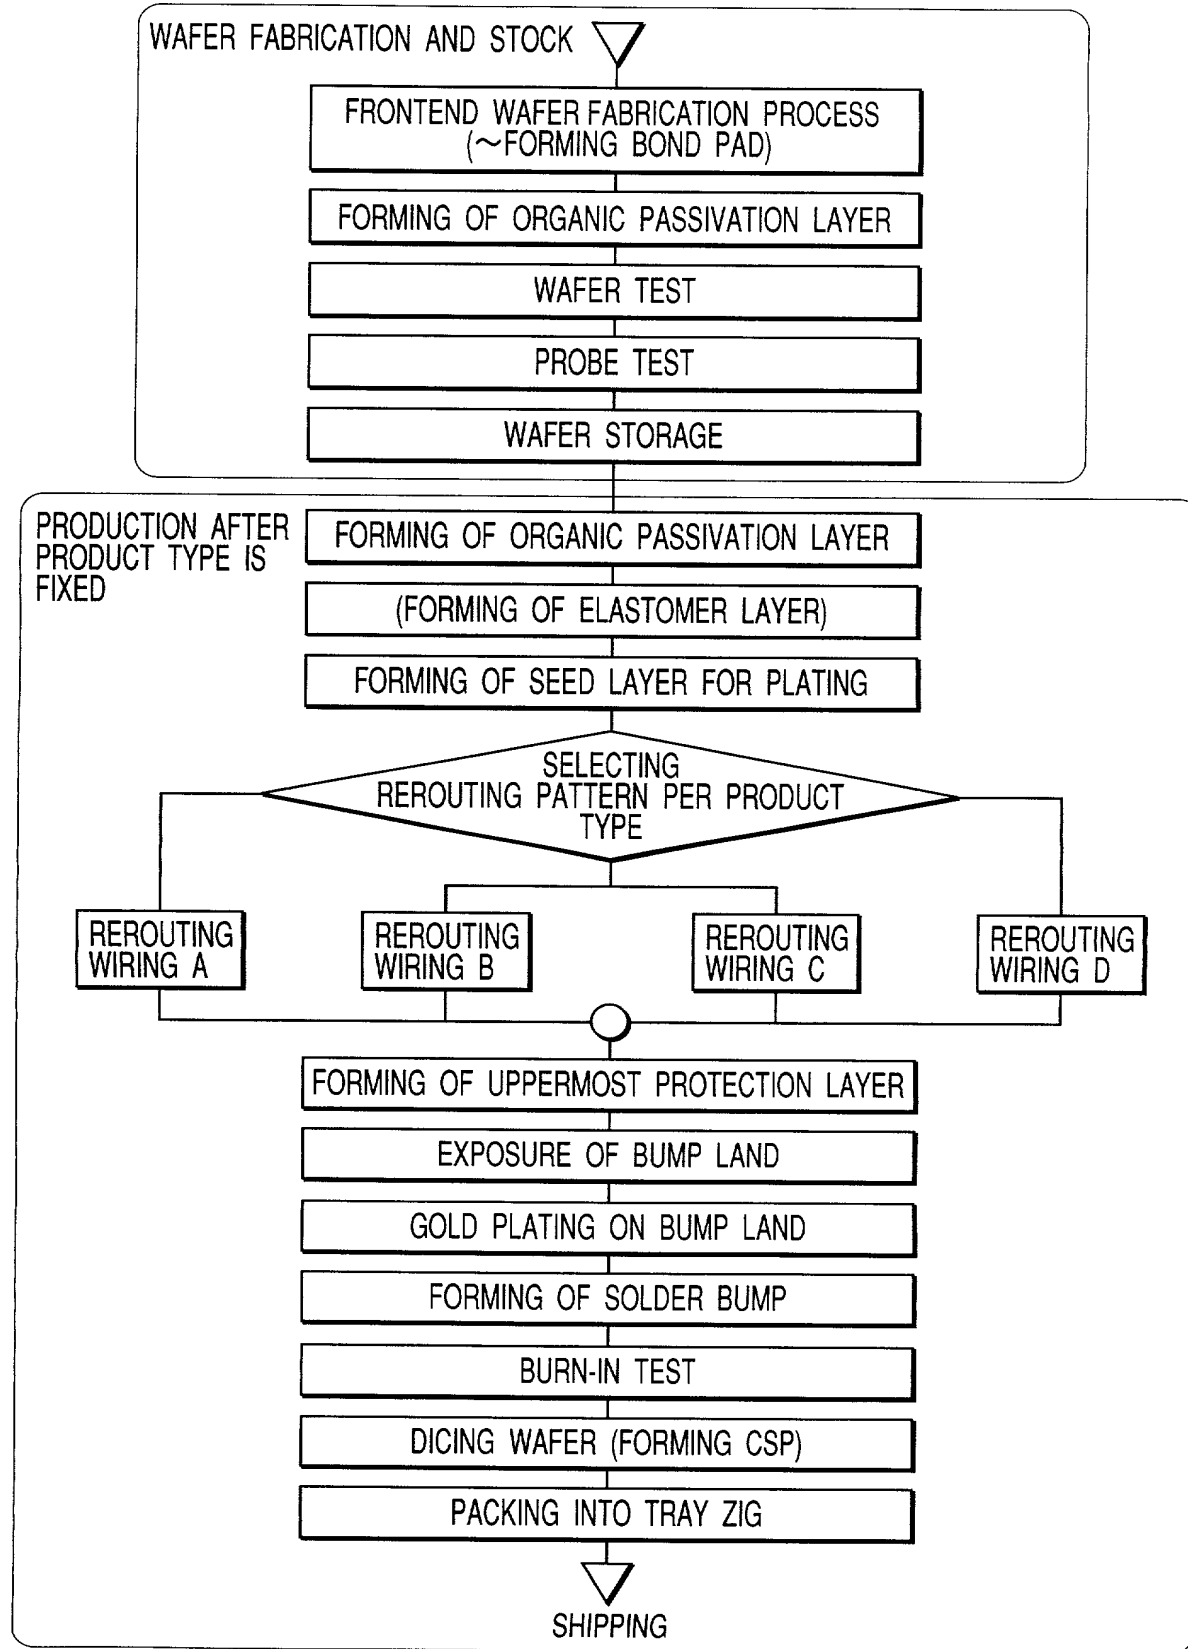 WAFER FABRICATION AND STOCK
FRONTEND WAFER FABRICATION PROCESS
(~FORMING BOND PAD)
FORMING OF ORGANIC PASSIVATION LAYER
WAFER TEST
PROBE TEST
WAFER STORAGE
PRODUCTION AFTER
PRODUCT TYPE IS
FIXED
FORMING OF ORGANIC PASSIVATION LAYER
(FORMING OF ELASTOMER LAYER)
FORMING OF SEED LAYER FOR PLATING
SELECTING
REROUTING PATTERN PER PRODUCT
TYPE
REROUTING
WIRING A
REROUTING
WIRING B
REROUTING
WIRING C
REROUTING
WIRING D
FORMING OF UPPERMOST PROTECTION LAYER
EXPOSURE OF BUMP LAND
GOLD PLATING ON BUMP LAND
FORMING OF SOLDER BUMP
BURN-IN TEST
DICING WAFER (FORMING CSP)
PACKING INTO TRAY ZIG
SHIPPING